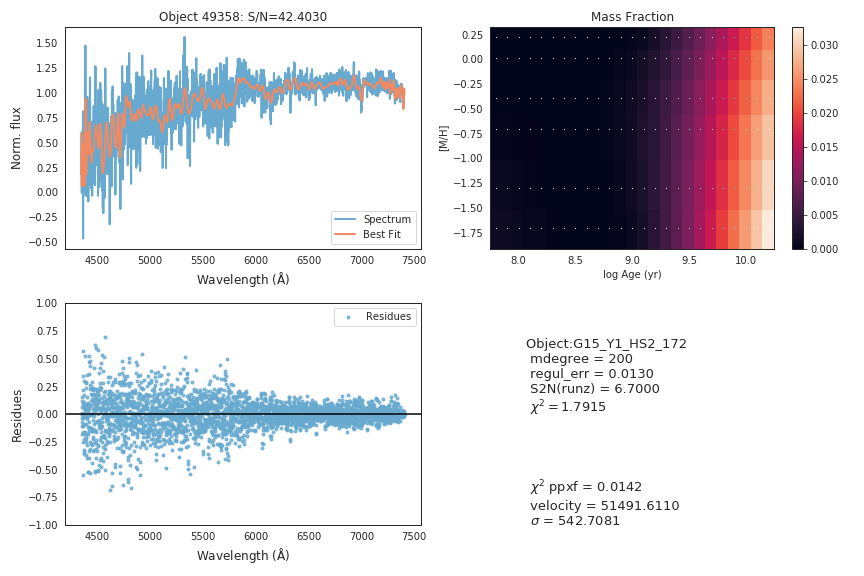 Object 49358: S/N=42.4030
Norm. flux
1.50
1.25
1.00
0.75
0.50
0.25
0.00
−0.25
−0.50
Spectrum
Best Fit
4500 5000 5500 6000 6500 7000 7500
Wavelength (Å)
Mass Fraction
[M/H]
0.25
0.00
−0.25
−0.50
−0.75
−1.00
−1.25
−1.50
−1.75
8.0 8.5 9.0 9.5 10.0
log Age (yr)
0.030
0.025
0.020
0.015
0.010
0.005
0.000
Residues
1.00
0.75
0.50
0.25
0.00
−0.25
−0.50
−0.75
−1.00
Residues
4500 5000 5500 6000 6500 7000 7500
Wavelength (Å)
Object:G15_Y1_HS2_172
mdegree = 200
regul_err = 0.0130
S2N(runz) = 6.7000
χ² = 1.7915
χ² ppxf = 0.0142
velocity = 51491.6110
σ = 542.7081